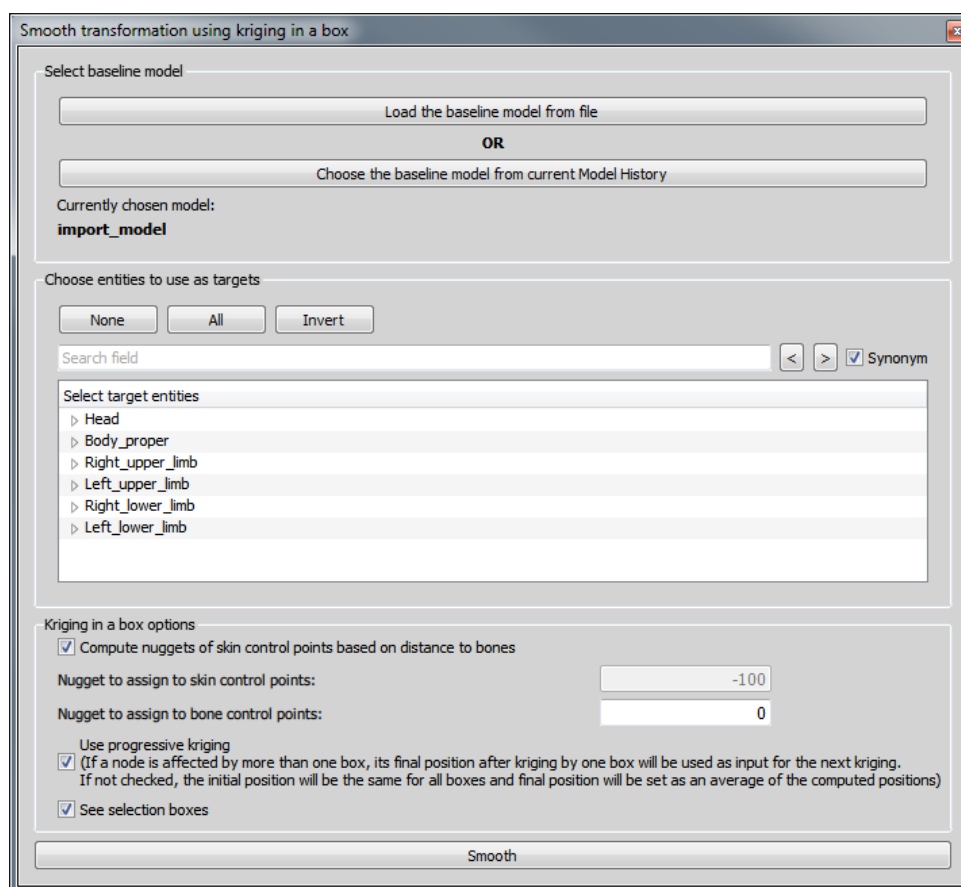 Smooth transformation using kriging in a box
Select baseline model
Load the baseline model from file
OR
Choose the baseline model from current Model History
Currently chosen model:
import_model
Choose entities to use as targets
None All Invert
Search field < > Synonym
Select target entities
Head
Body_proper
Right_upper_limb
Left_upper_limb
Right_lower_limb
Left_lower_limb
Kriging in a box options
Compute nuggets of skin control points based on distance to bones
Nugget to assign to skin control points: -100
Nugget to assign to bone control points: 0
Use progressive kriging
(If a node is affected by more than one box, its final position after kriging by one box will be used as input for the next kriging.
If not checked, the initial position will be the same for all boxes and final position will be set as an average of the computed positions)
See selection boxes
Smooth